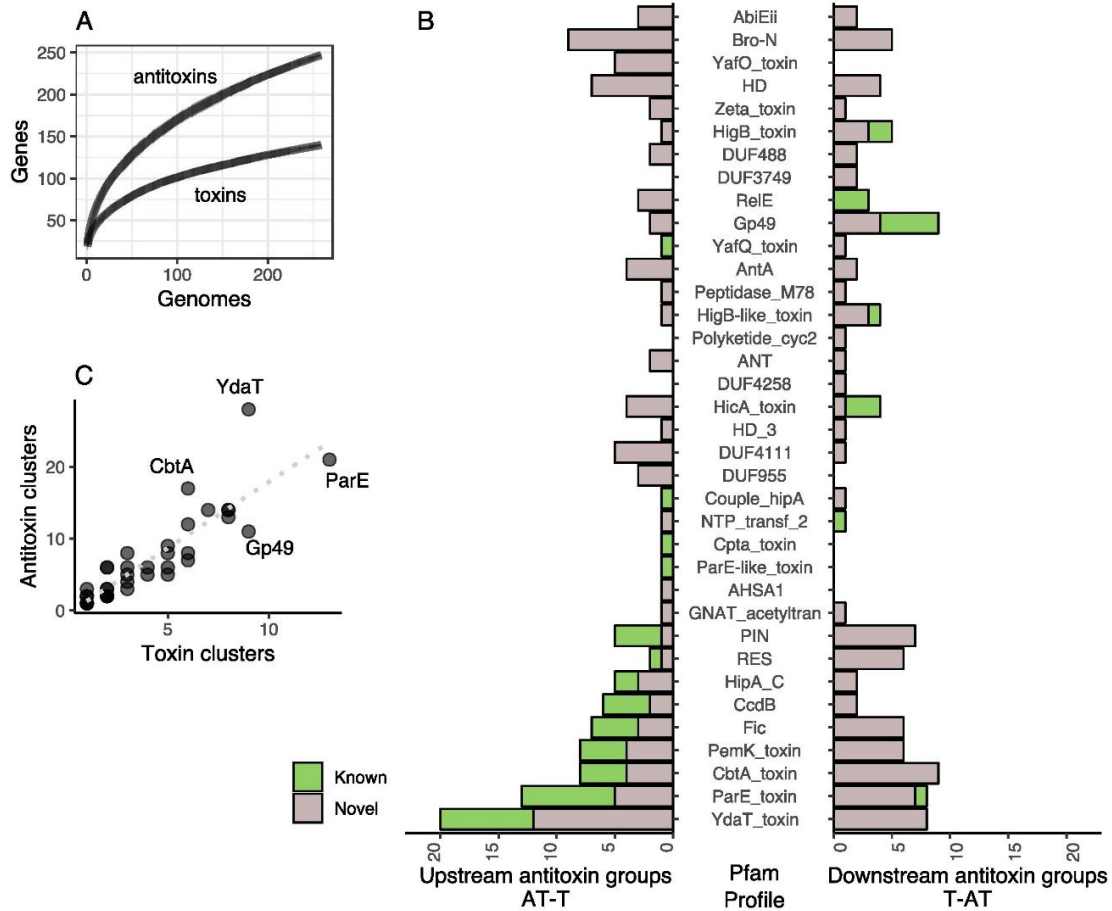 A
250
200
150
100
50
Genes
antitoxins
toxins
0
100
200
Genomes
C
YdaT
CbtA
ParE
Gp49
20
10
0
Antitoxin clusters
5
10
Toxin clusters
B
AbiEii
Bro-N
YafO_toxin
HD
Zeta_toxin
HigB_toxin
DUF488
DUF3749
RelE
Gp49
YafQ_toxin
AntA
Peptidase_M78
HigB-like_toxin
Polyketide_cyc2
ANT
DUF4258
HicA_toxin
HD_3
DUF4111
DUF955
Couple_hipA
NTP_transf_2
Cpta_toxin
ParE-like_toxin
AHSA1
GNAT_acetyltran
PIN
RES
HipA_C
CcdB
Fic
PemK_toxin
CbtA_toxin
ParE_toxin
YdaT_toxin
Known
Novel
20
15
10
5
0
Upstream antitoxin groups
AT-T
Pfam
Profile
0
5
10
15
20
Downstream antitoxin groups
T-AT